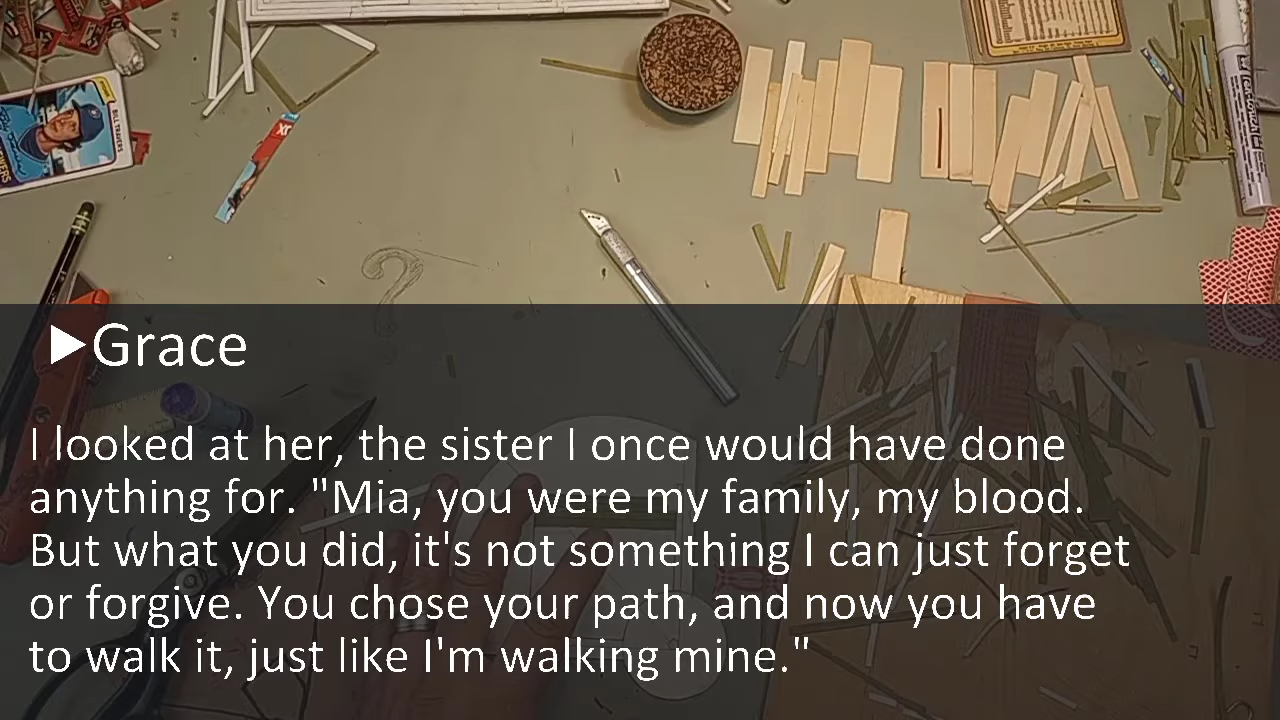 BILL TRAVERS
▶Grace
I looked at her, the sister I once would have done
anything for. "Mia, you were my family, my blood.
But what you did, it's not something I can just forget
or forgive. You chose your path, and now you have
to walk it, just like I'm walking mine."